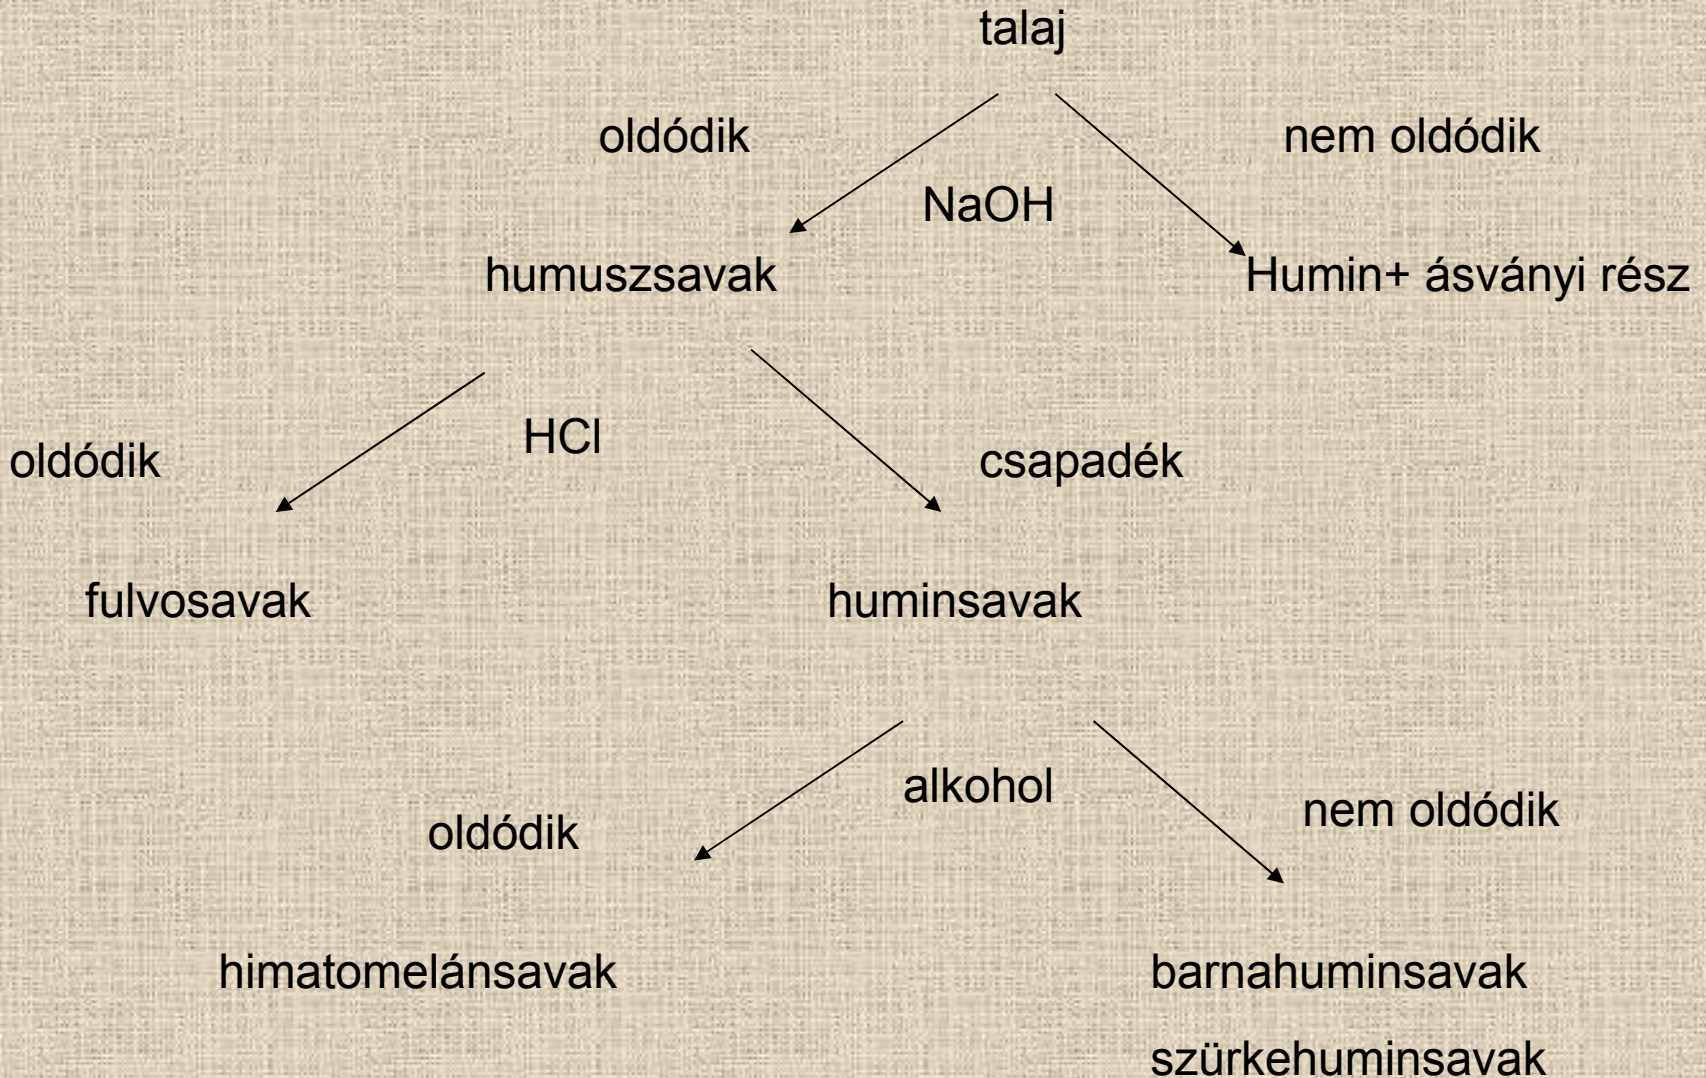 talaj
oldódik
nem oldódik
NaOH
humuszsavak
Humin+ ásványi rész
HCl
oldódik
csapadék
fulvosavak
huminsavak
alkohol
oldódik
nem oldódik
himatomelánsavak
barnahuminsavak
szürkehuminsavak